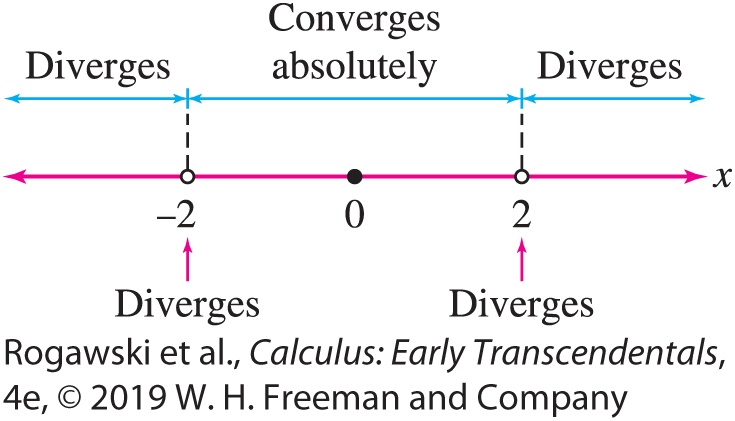 Converges
Diverges absolutely Diverges
x
–2 0 2
Diverges Diverges
Rogawski et al., Calculus: Early Transcendentals,
4e, © 2019 W. H. Freeman and Company